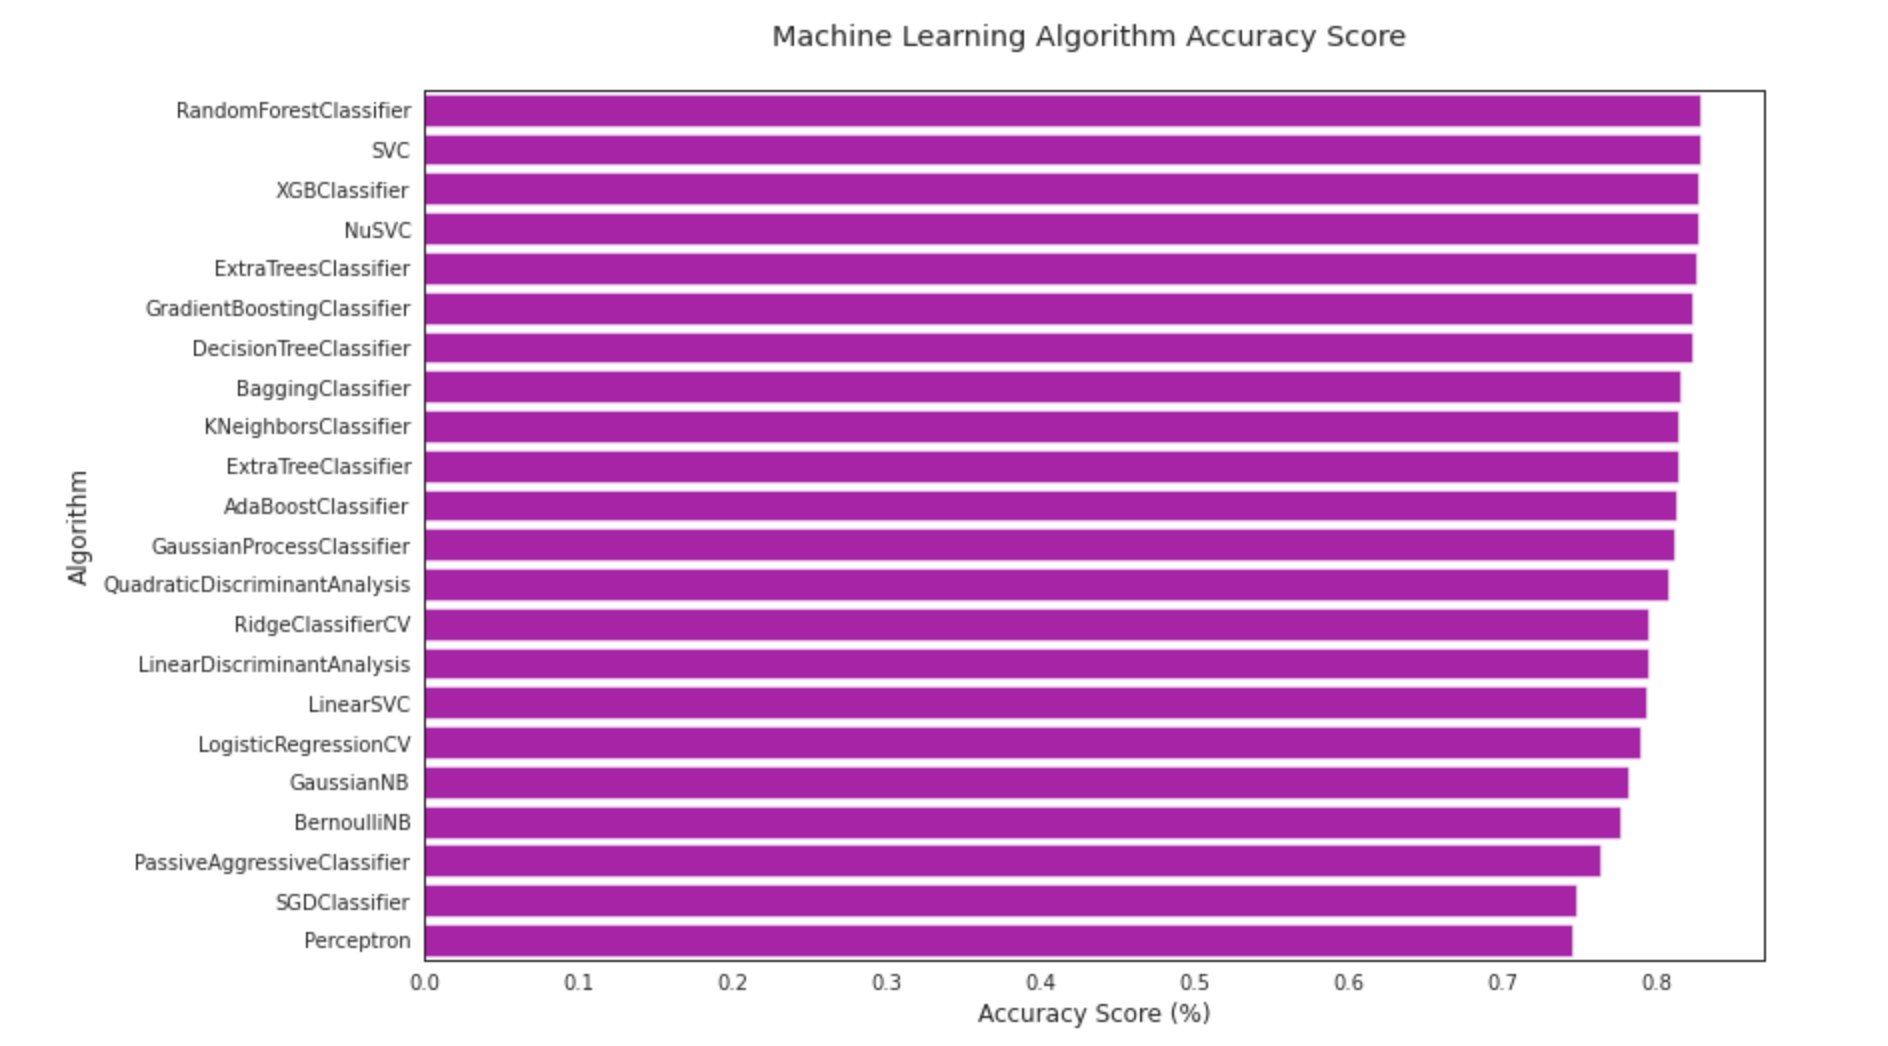 Machine Learning Algorithm Accuracy Score
RandomForestClassifier
SVC
XGBClassifier
NuSVC
ExtraTreesClassifier
GradientBoostingClassifier
DecisionTreeClassifier
BaggingClassifier
KNeighborsClassifier
ExtraTreeClassifier
AdaBoostClassifier
GaussianProcessClassifier
QuadraticDiscriminantAnalysis
RidgeClassifierCV
LinearDiscriminantAnalysis
LinearSVC
LogisticRegressionCV
GaussianNB
BernoulliNB
PassiveAggressiveClassifier
SGDClassifier
Perceptron
Algorithm
0.0 0.1 0.2 0.3 0.4 0.5 0.6 0.7 0.8
Accuracy Score (%)